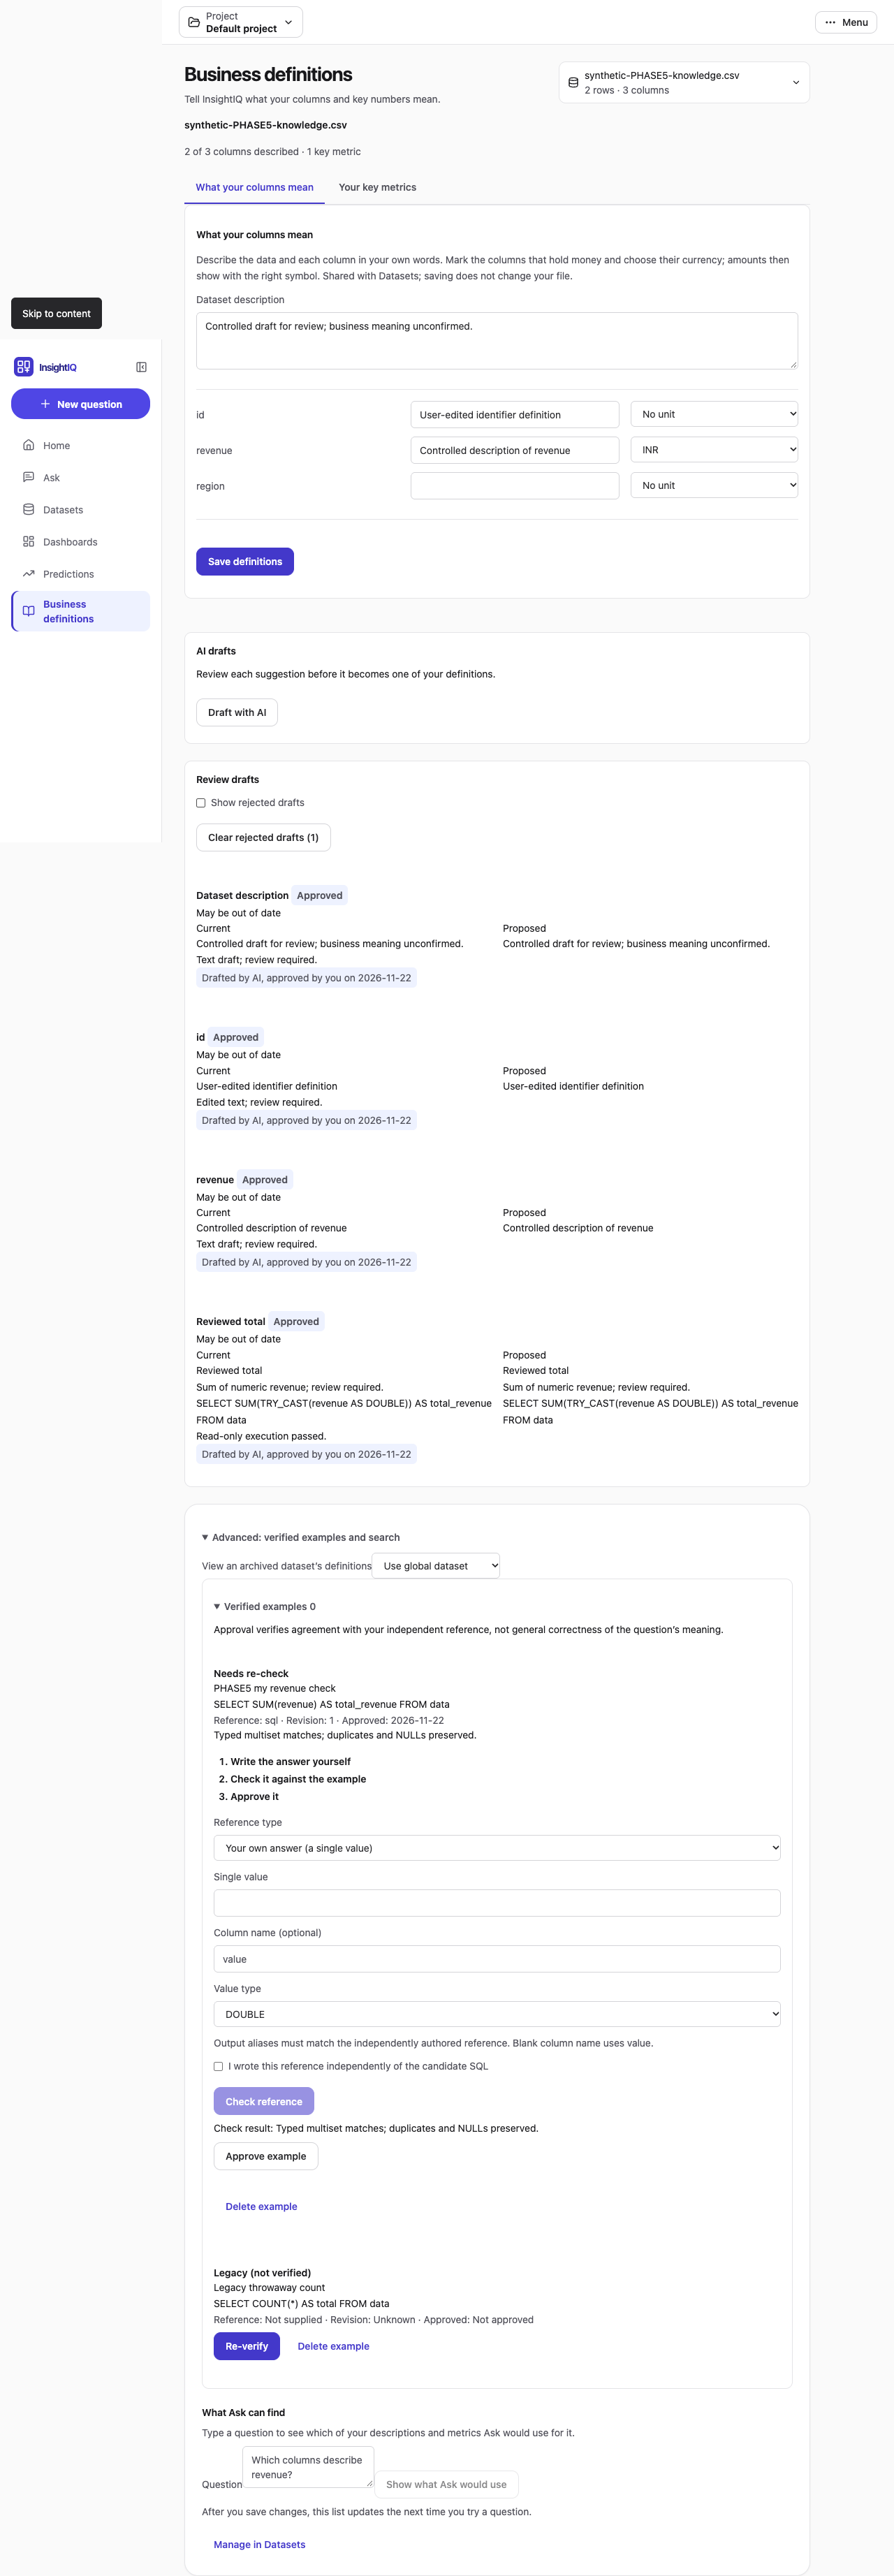 Project
Default project
Menu
Business definitions
Tell InsightIQ what your columns and key numbers mean.
synthetic-PHASE5-knowledge.csv
2 rows · 3 columns
synthetic-PHASE5-knowledge.csv
2 of 3 columns described · 1 key metric
What your columns mean
Your key metrics
What your columns mean
Describe the data and each column in your own words. Mark the columns that hold money and choose their currency; amounts then
show with the right symbol. Shared with Datasets; saving does not change your file.
Dataset description
Controlled draft for review; business meaning unconfirmed.
Skip to content
InsightIQ
New question
Home
Ask
Datasets
Dashboards
Predictions
Business
definitions
id
User-edited identifier definition
No unit
revenue
Controlled description of revenue
INR
region
No unit
Save definitions
AI drafts
Review each suggestion before it becomes one of your definitions.
Draft with AI
Review drafts
Show rejected drafts
Clear rejected drafts (1)
Dataset description Approved
May be out of date
Current
Proposed
Controlled draft for review; business meaning unconfirmed.
Controlled draft for review; business meaning unconfirmed.
Text draft; review required.
Drafted by AI, approved by you on 2026-11-22
id Approved
May be out of date
Current
Proposed
User-edited identifier definition
User-edited identifier definition
Edited text; review required.
Drafted by AI, approved by you on 2026-11-22
revenue Approved
May be out of date
Current
Proposed
Controlled description of revenue
Controlled description of revenue
Text draft; review required.
Drafted by AI, approved by you on 2026-11-22
Reviewed total Approved
May be out of date
Current
Proposed
Reviewed total
Reviewed total
Sum of numeric revenue; review required.
Sum of numeric revenue; review required.
SELECT SUM(TRY_CAST(revenue AS DOUBLE)) AS total_revenue
FROM data
SELECT SUM(TRY_CAST(revenue AS DOUBLE)) AS total_revenue
FROM data
Read-only execution passed.
Drafted by AI, approved by you on 2026-11-22
Advanced: verified examples and search
View an archived dataset's definitions
Use global dataset
Verified examples 0
Approval verifies agreement with your independent reference, not general correctness of the question's meaning.
Needs re-check
PHASE5 my revenue check
SELECT SUM(revenue) AS total_revenue FROM data
Reference: sql · Revision: 1 · Approved: 2026-11-22
Typed multiset matches; duplicates and NULLs preserved.
1. Write the answer yourself
2. Check it against the example
3. Approve it
Reference type
Your own answer (a single value)
Single value
Column name (optional)
value
Value type
DOUBLE
Output aliases must match the independently authored reference. Blank column name uses value.
I wrote this reference independently of the candidate SQL
Check reference
Check result: Typed multiset matches; duplicates and NULLs preserved.
Approve example
Delete example
Legacy (not verified)
Legacy throwaway count
SELECT COUNT(*) AS total FROM data
Reference: Not supplied · Revision: Unknown · Approved: Not approved
Re-verify
Delete example
What Ask can find
Type a question to see which of your descriptions and metrics Ask would use for it.
Question
Which columns describe
revenue?
Show what Ask would use
After you save changes, this list updates the next time you try a question.
Manage in Datasets